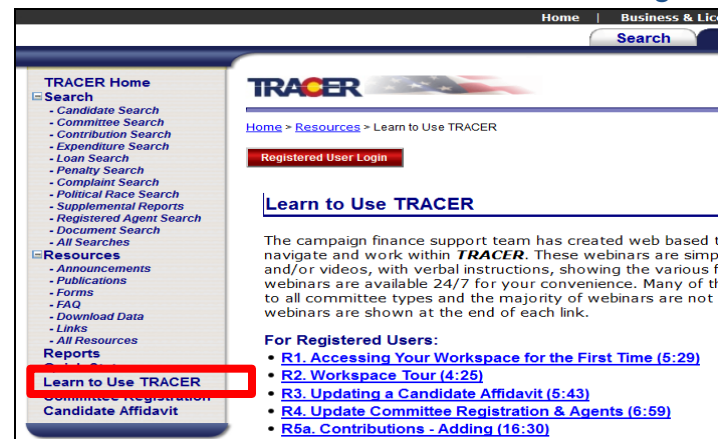 Home | Business & Lic
Search
TRACER Home
Search
- Candidate Search
- Committee Search
- Contribution Search
- Expenditure Search
- Loan Search
- Penalty Search
- Complaint Search
- Political Race Search
- Supplemental Reports
- Registered Agent Search
- Document Search
- All Searches
Resources
- Announcements
- Publications
- Forms
- FAQ
- Download Data
- Links
- All Resources
Reports
Learn to Use TRACER
Committee Registration
Candidate Affidavit
TRACER
Home > Resources > Learn to Use TRACER
Registered User Login
Learn to Use TRACER
The campaign finance support team has created web based t
navigate and work within TRACER. These webinars are simp
and/or videos, with verbal instructions, showing the various f
webinars are available 24/7 for your convenience. Many of th
to all committee types and the majority of webinars are not
webinars are shown at the end of each link.
For Registered Users:
• R1. Accessing Your Workspace for the First Time (5:29)
• R2. Workspace Tour (4:25)
• R3. Updating a Candidate Affidavit (5:43)
• R4. Update Committee Registration & Agents (6:59)
• R5a. Contributions - Adding (16:30)